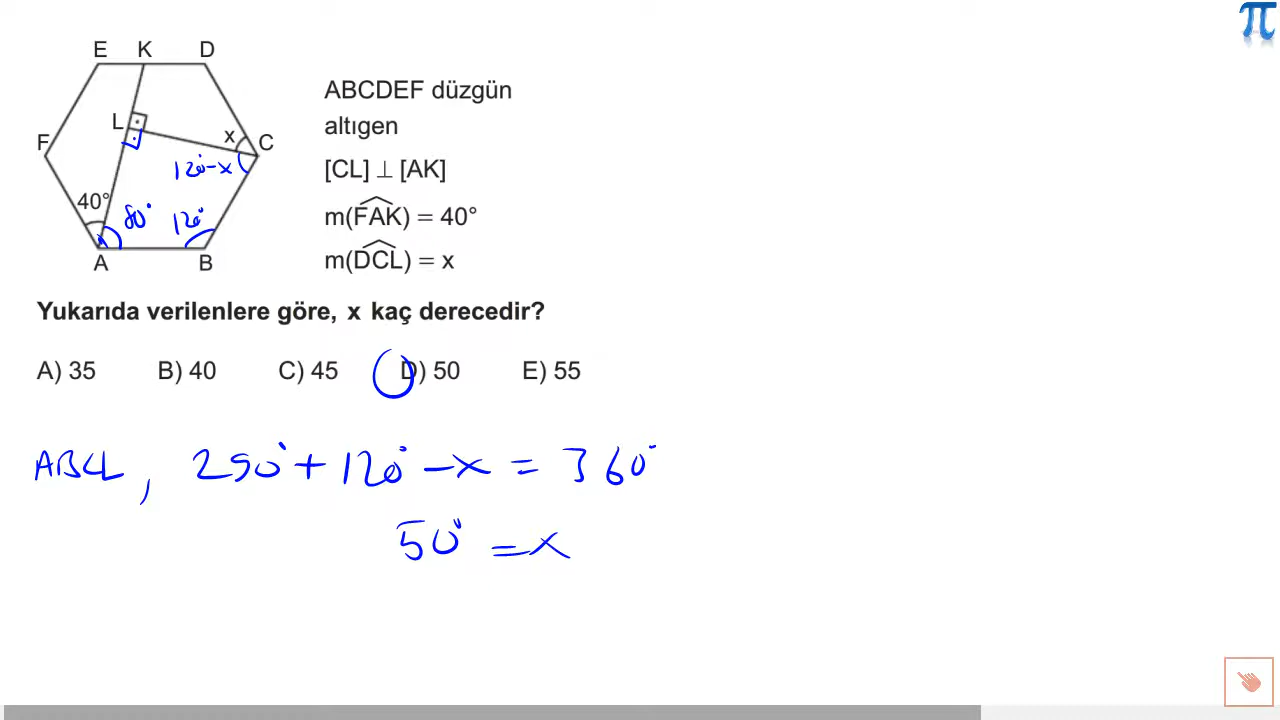 E K D
ABCDEF düzgün
altıgen
L x C
F
120°-x
[CL] ⊥ [AK]
40° 80° 120°
m(FAK) = 40°
A B
m(DCL) = x
Yukarıda verilenlere göre, x kaç derecedir?
A) 35 B) 40 C) 45 D) 50 E) 55
ABCL, 290°+120°-x = 360°
50° = x
π